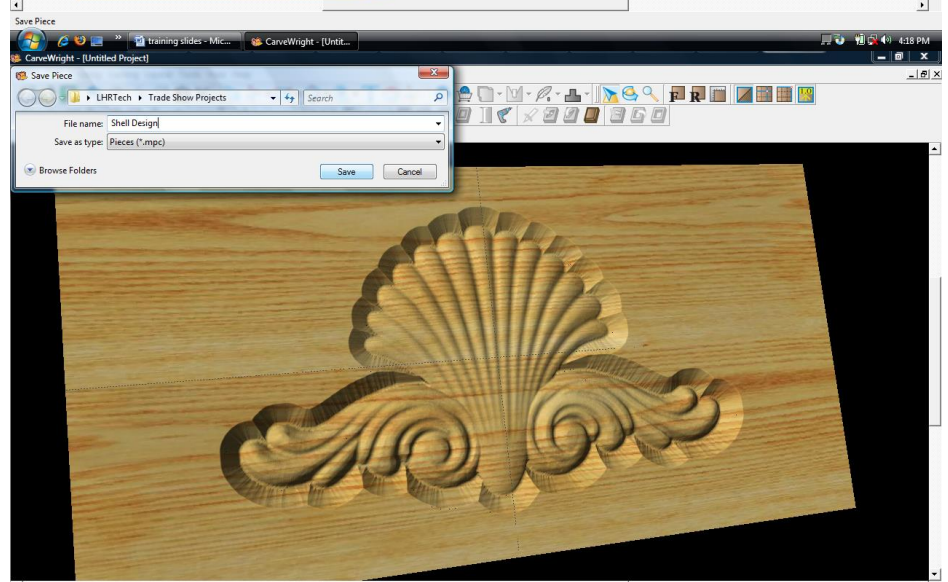 Save Piece
training slides - Mic...
CarveWright - [Untit...
4:18 PM
CarveWright - [Untitled Project]
Save Piece
LHRTech
Trade Show Projects
Search
File name:
Shell Design
Save as type:
Pieces (*.mpc)
Browse Folders
Save
Cancel
F
R